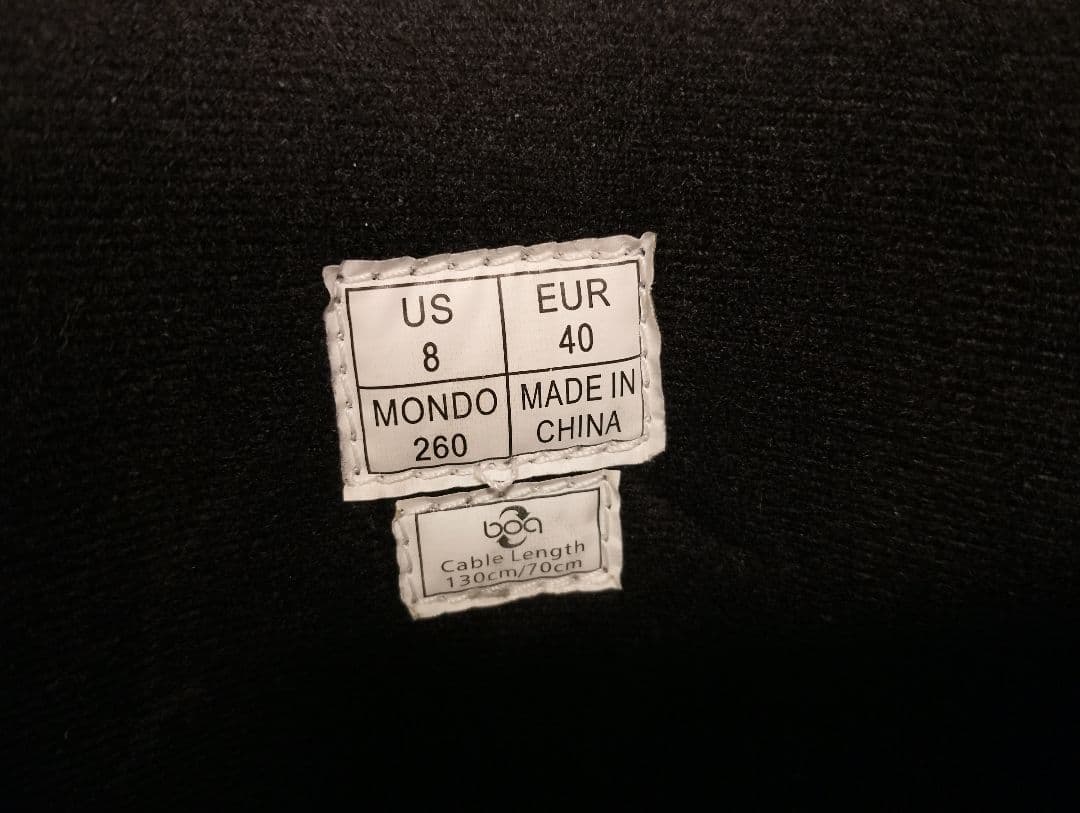 US
8
EUR
40
MONDO
260
MADE IN
CHINA
boa
Cable Length
130cm/70cm